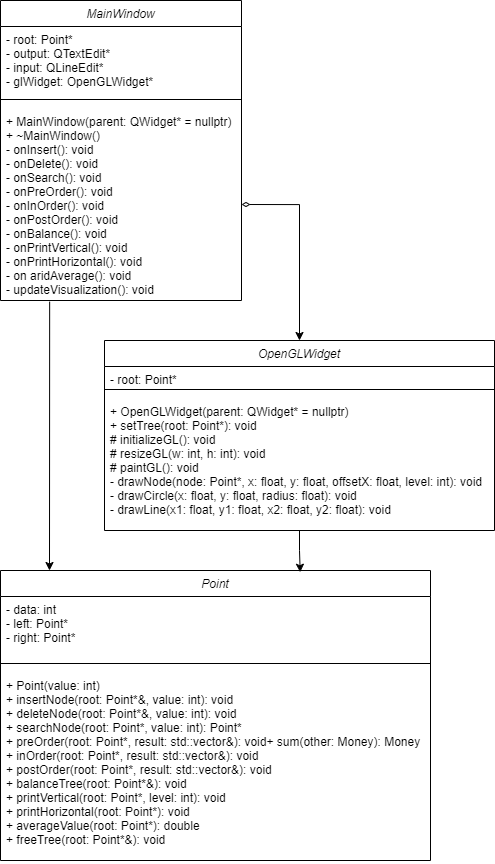 MainWindow
- root: Point*
- output: QTextEdit*
- input: QLineEdit*
- glWidget: OpenGLWidget*
+ MainWindow(parent: QWidget* = nullptr)
+ ~MainWindow()
- onInsert(): void
- onDelete(): void
- onSearch(): void
- onPreOrder(): void
- onInOrder(): void
- onPostOrder(): void
- onBalance(): void
- onPrintVertical(): void
- onPrintHorizontal(): void
- on aridAverage(): void
- updateVisualization(): void
OpenGLWidget
- root: Point*
+ OpenGLWidget(parent: QWidget* = nullptr)
+ setTree(root: Point*): void
# initializeGL(): void
# resizeGL(w: int, h: int): void
# paintGL(): void
- drawNode(node: Point*, x: float, y: float, offsetX: float, level: int): void
- drawCircle(x: float, y: float, radius: float): void
- drawLine(x1: float, y1: float, x2: float, y2: float): void
Point
- data: int
- left: Point*
- right: Point*
+ Point(value: int)
+ insertNode(root: Point*&, value: int): void
+ deleteNode(root: Point*&, value: int): void
+ searchNode(root: Point*, value: int): Point*
+ preOrder(root: Point*, result: std::vector&): void+ sum(other: Money): Money
+ inOrder(root: Point*, result: std::vector&): void
+ postOrder(root: Point*, result: std::vector&): void
+ balanceTree(root: Point*&): void
+ printVertical(root: Point*, level: int): void
+ printHorizontal(root: Point*): void
+ averageValue(root: Point*): double
+ freeTree(root: Point*&): void